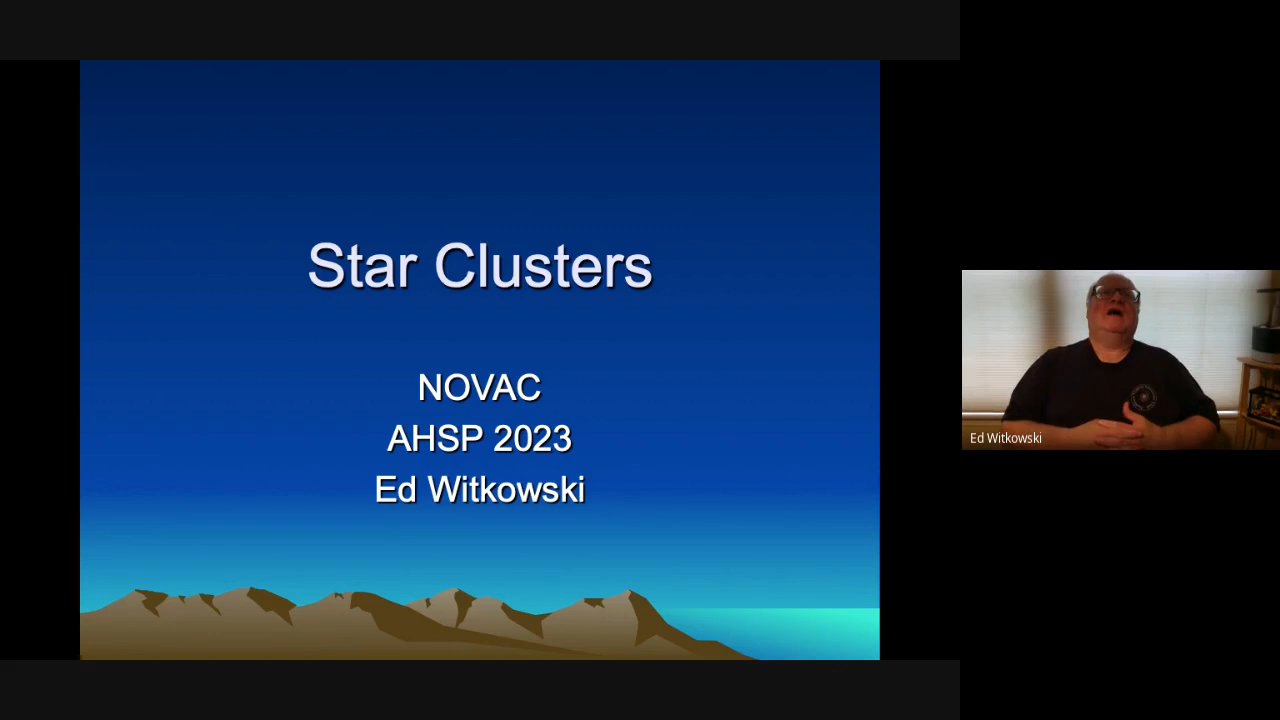 Star Clusters
NOVAC
AHSP 2023
Ed Witkowski
Ed Witkowski